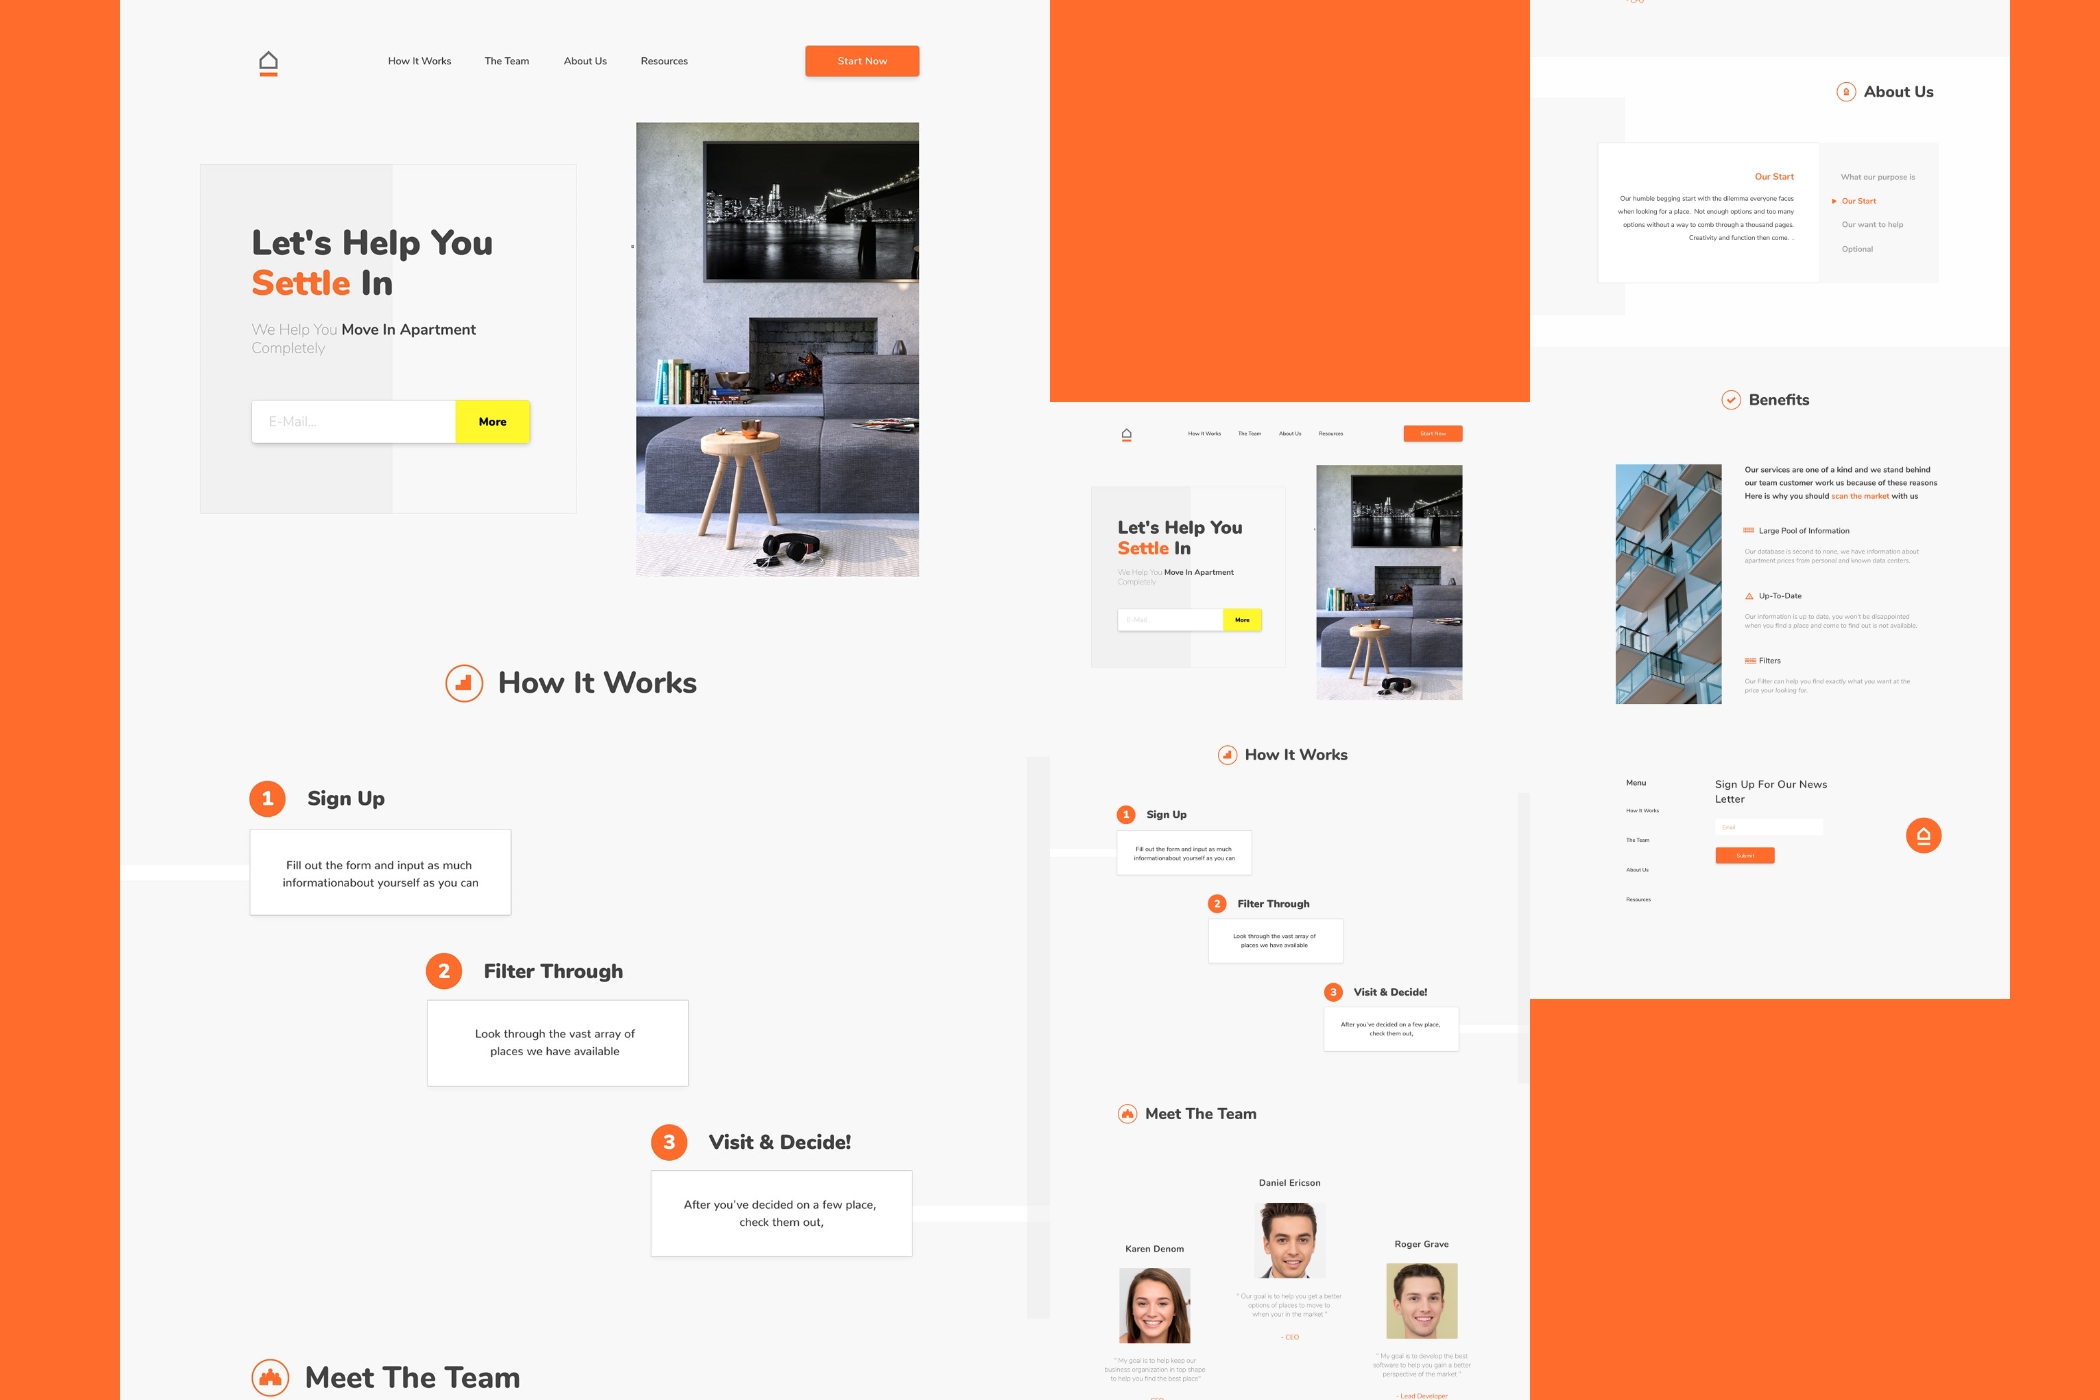 How It Works
The Team
About Us
Resources
Start Now
Let's Help You
Settle In
We Help You Move In Apartment
Completely
E-Mail...
More
How It Works
1
Sign Up
Fill out the form and input as much
informationabout yourself as you can
2
Filter Through
Look through the vast array of
places we have available
3
Visit & Decide!
After you've decided on a few place,
check them out,
Meet The Team
How It Works
The Team
About Us
Resources
Start Now
Let's Help You
Settle In
We Help You Move In Apartment
Completely
E-Mail...
More
How It Works
1
Sign Up
Fill out the form and input as much
informationabout yourself as you can
2
Filter Through
Look through the vast array of
places we have available
3
Visit & Decide!
After you've decided on a few place,
check them out,
Meet The Team
Daniel Ericson
" Our goal is to help you get a better
options of places to move to
when your in the market."
- CEO
Karen Denom
" My goal is to help keep our
business organization in top shape
to help you find the best place"
Roger Grave
" My goal is to develop the best
software to help you gain a better
perspective of the market "
- Lead Developer
About Us
Our Start
Our humble begging start with the dilemma everyone faces
when looking for a place. Not enough options and too many
options without a way to comb through a thousand pages.
Creativity and function then come. .
What our purpose is
Our Start
Our want to help
Optional
Benefits
Our services are one of a kind and we stand behind
our team customer work us because of these reasons
Here is why you should scan the market with us
Large Pool of Information
Our database is second to none, we have information about
apartment prices from personal and known data centers.
Up-To-Date
Our information is up to date, you won't be disappointed
when you find a place and come to find out is not available.
Filters
Our Filter can help you find exactly what you want at the
price your looking for.
Menu
How It Works
The Team
About Us
Resources
Sign Up For Our News
Letter
Email
Submit